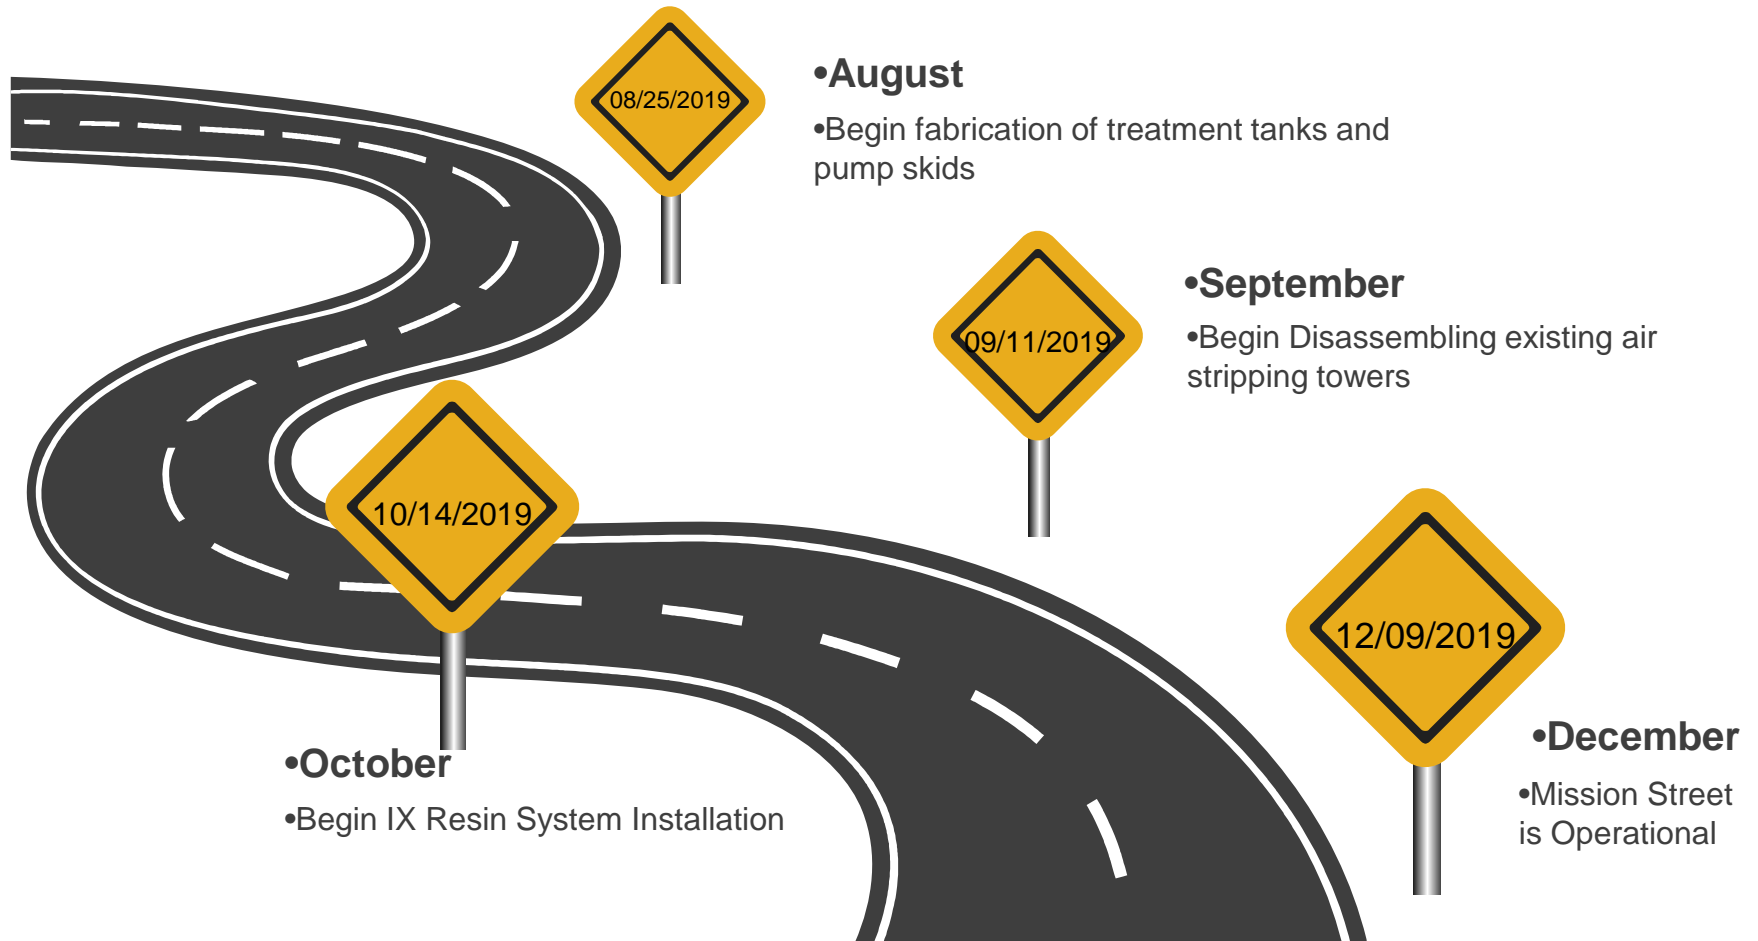 08/25/2019
•August
•Begin fabrication of treatment tanks and
pump skids
09/11/2019
•September
•Begin Disassembling existing air
stripping towers
10/14/2019
•October
•Begin IX Resin System Installation
12/09/2019
•December
•Mission Street
is Operational